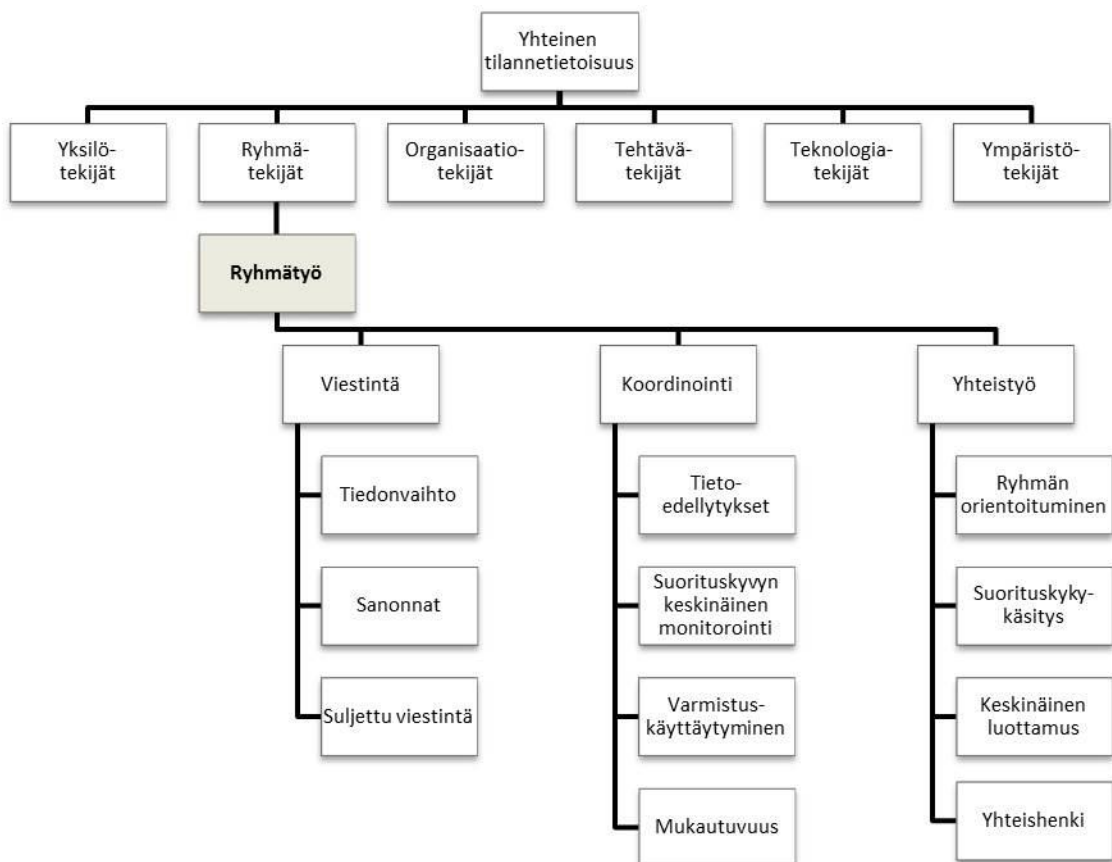 Yhteinen
tilannetietoisuus
Yksilö-
tekijät
Ryhmä-
tekijät
Organisaatio-
tekijät
Tehtävä-
tekijät
Teknologia-
tekijät
Ympäristö-
tekijät
Ryhmätyö
Viestintä
Koordinointi
Yhteistyö
Tiedonvaihto
Sanonnat
Suljettu viestintä
Tieto-
edellytykset
Suorituskyvyn
keskinäinen
monitorointi
Varmistus-
käyttäytyminen
Mukautuvuus
Ryhmän
orientoituminen
Suorituskyky-
käsitys
Keskinäinen
luottamus
Yhteishenki